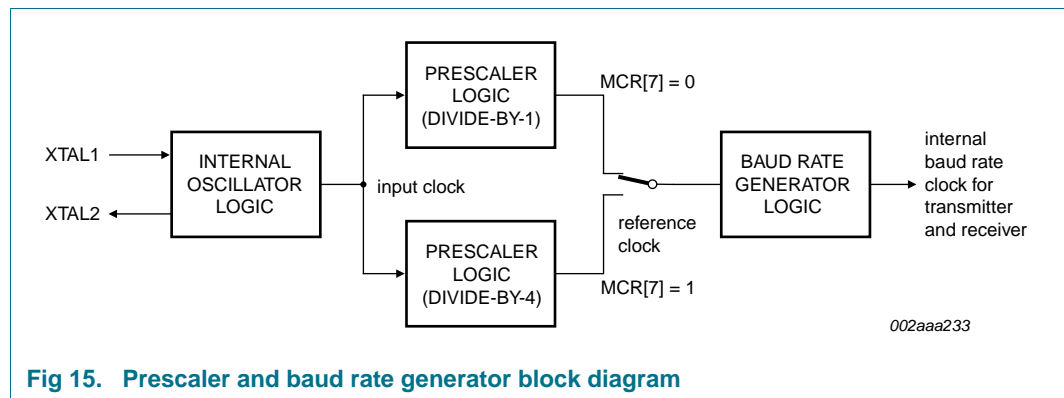 XTAL1
XTAL2
INTERNAL
OSCILLATOR
LOGIC
input clock
PRESCALER
LOGIC
(DIVIDE-BY-1)
PRESCALER
LOGIC
(DIVIDE-BY-4)
MCR[7] = 0
reference
clock
MCR[7] = 1
BAUD RATE
GENERATOR
LOGIC
internal
baud rate
clock for
transmitter
and receiver
002aaa233
Fig 15. Prescaler and baud rate generator block diagram